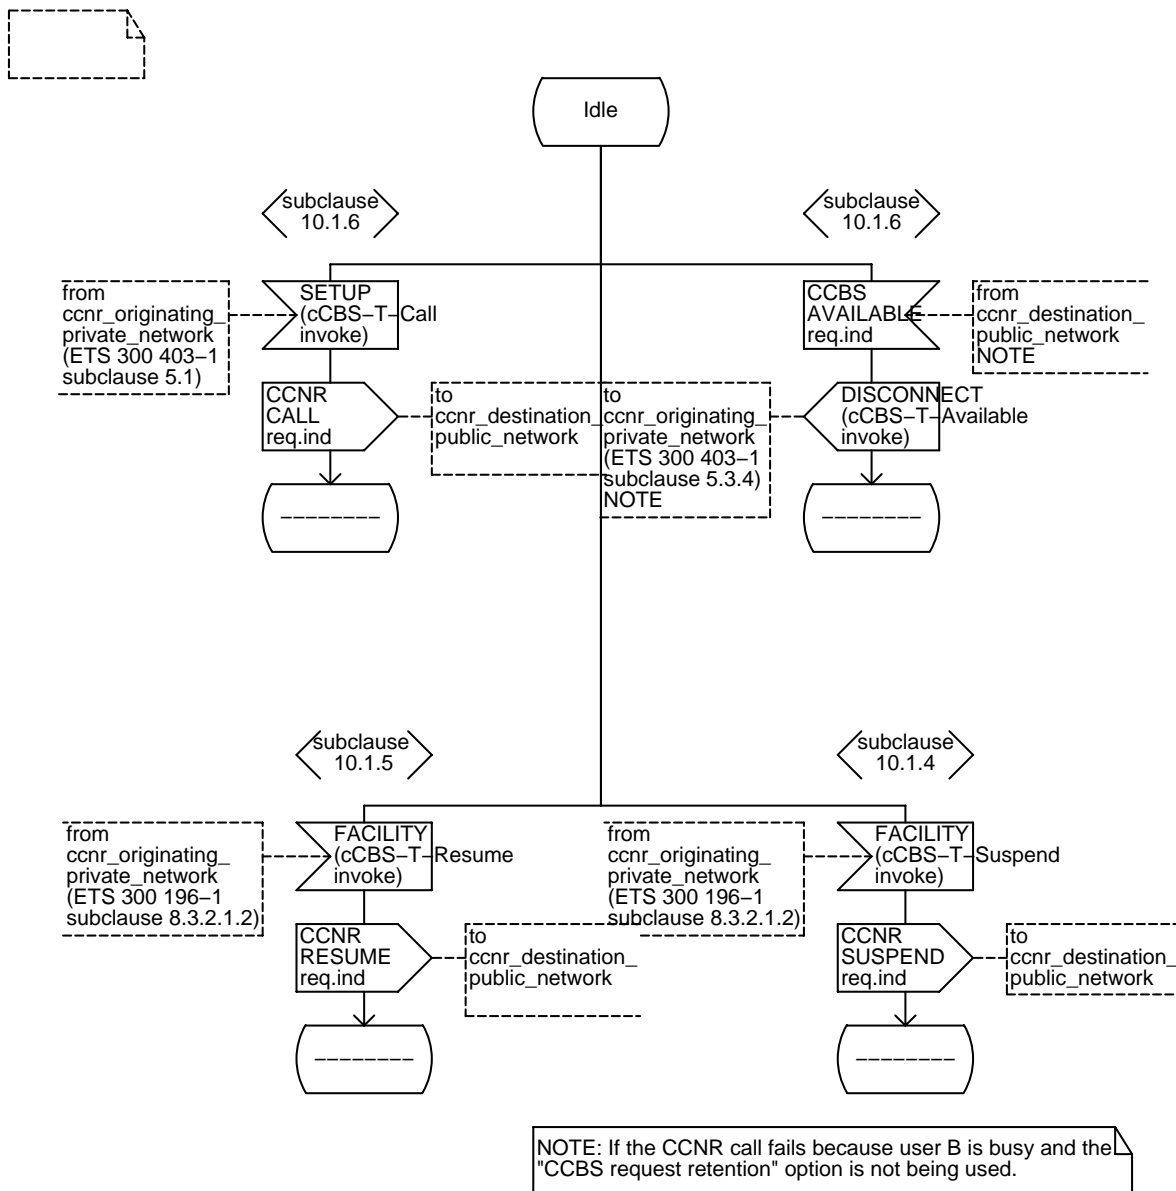 Idle
subclause
10.1.6
subclause
10.1.6
from
ccnr_originating_
private_network
(ETS 300 403–1
subclause 5.1)
SETUP
(cCBS–T–Call
invoke)
CCBS
AVAILABLE
req.ind
from
ccnr_destination_
public_network
NOTE
CCNR
CALL
req.ind
to
ccnr_destination_
public_network
to
ccnr_originating_
private_network
(ETS 300 403–1
subclause 5.3.4)
NOTE
DISCONNECT
(cCBS–T–Available
invoke)
––––––––
––––––––
subclause
10.1.5
subclause
10.1.4
from
ccnr_originating_
private_network
(ETS 300 196–1
subclause 8.3.2.1.2)
FACILITY
(cCBS–T–Resume
invoke)
from
ccnr_originating_
private_network
(ETS 300 196–1
subclause 8.3.2.1.2)
FACILITY
(cCBS–T–Suspend
invoke)
CCNR
RESUME
req.ind
to
ccnr_destination_
public_network
CCNR
SUSPEND
req.ind
to
ccnr_destination_
public_network
––––––––
––––––––
NOTE: If the CCNR call fails because user B is busy and the
"CCBS request retention" option is not being used.